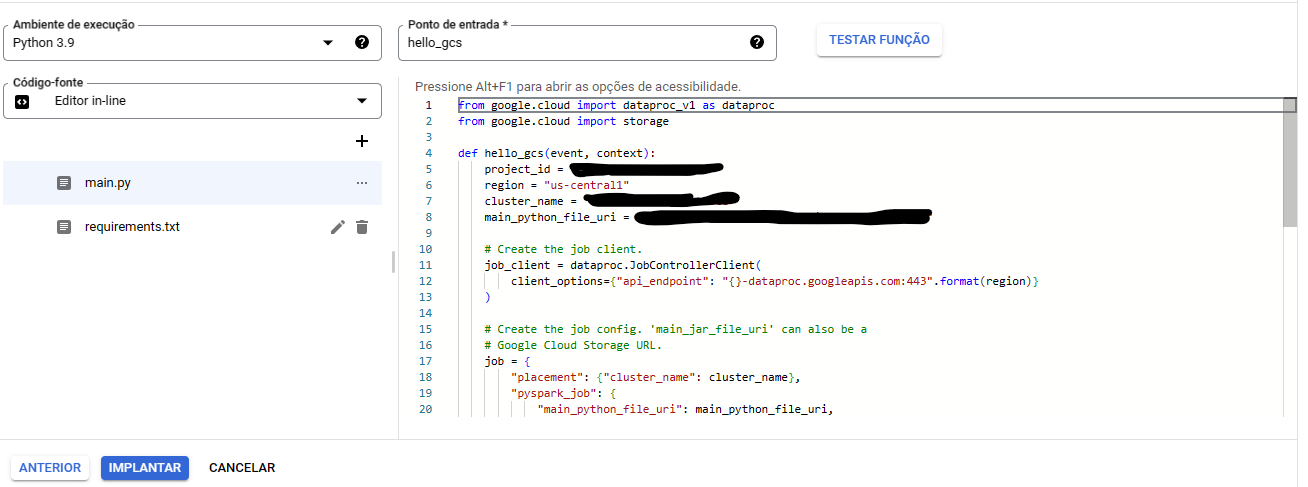 Ambiente de execução
Python 3.9
Ponto de entrada *
hello_gcs
TESTAR FUNÇÃO
Código-fonte
Editor in-line
main.py
requirements.txt
Pressione Alt+F1 para abrir as opções de acessibilidade.
1 from google.cloud import dataproc_v1 as dataproc
2 from google.cloud import storage
3
4 def hello_gcs(event, context):
5     project_id =
6     region = "us-central1"
7     cluster_name =
8     main_python_file_uri =
9
10     # Create the job client.
11     job_client = dataproc.JobControllerClient(
12         client_options={"api_endpoint": "{}-dataproc.googleapis.com:443".format(region)}
13     )
14
15     # Create the job config. 'main_jar_file_uri' can also be a
16     # Google Cloud Storage URL.
17     job = {
18         "placement": {"cluster_name": cluster_name},
19         "pyspark_job": {
20             "main_python_file_uri": main_python_file_uri,
ANTERIOR
IMPLANTAR
CANCELAR